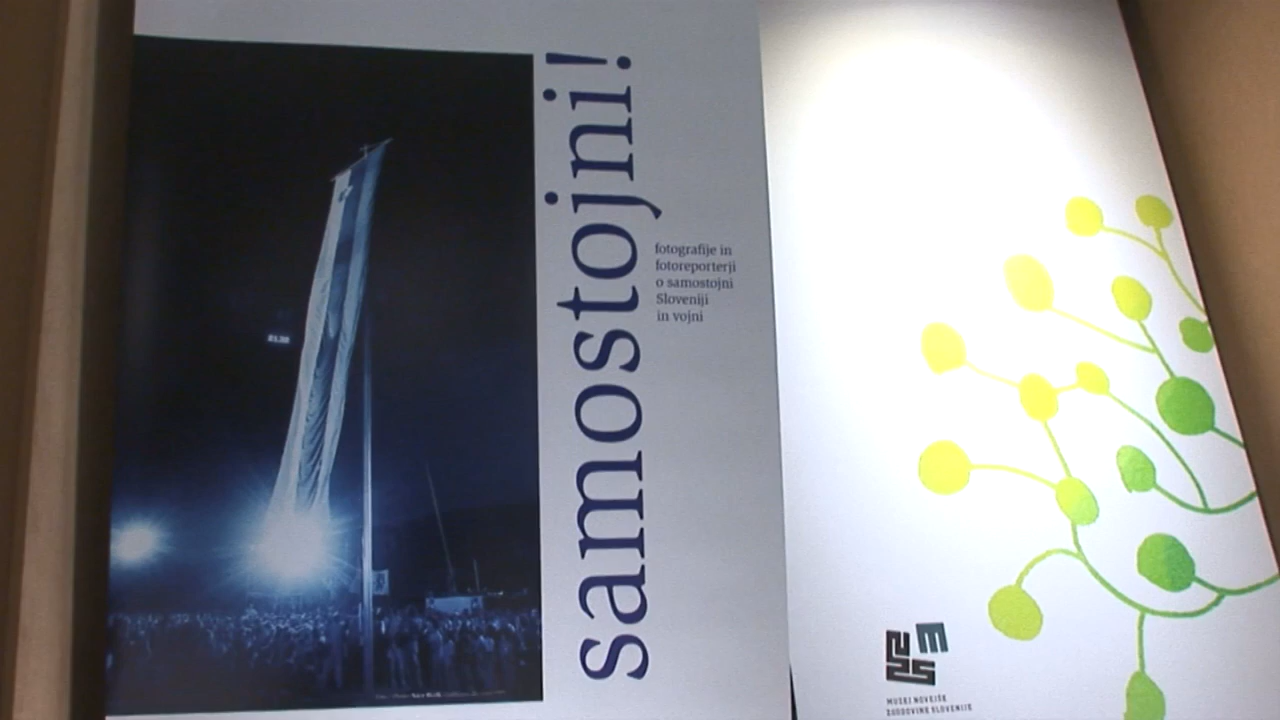 samostojni!
fotografije in
fotoreporterji
o samostojni
Sloveniji
in vojni
MUZEJ NOVEJŠE
ZGODOVINE SLOVENIJE